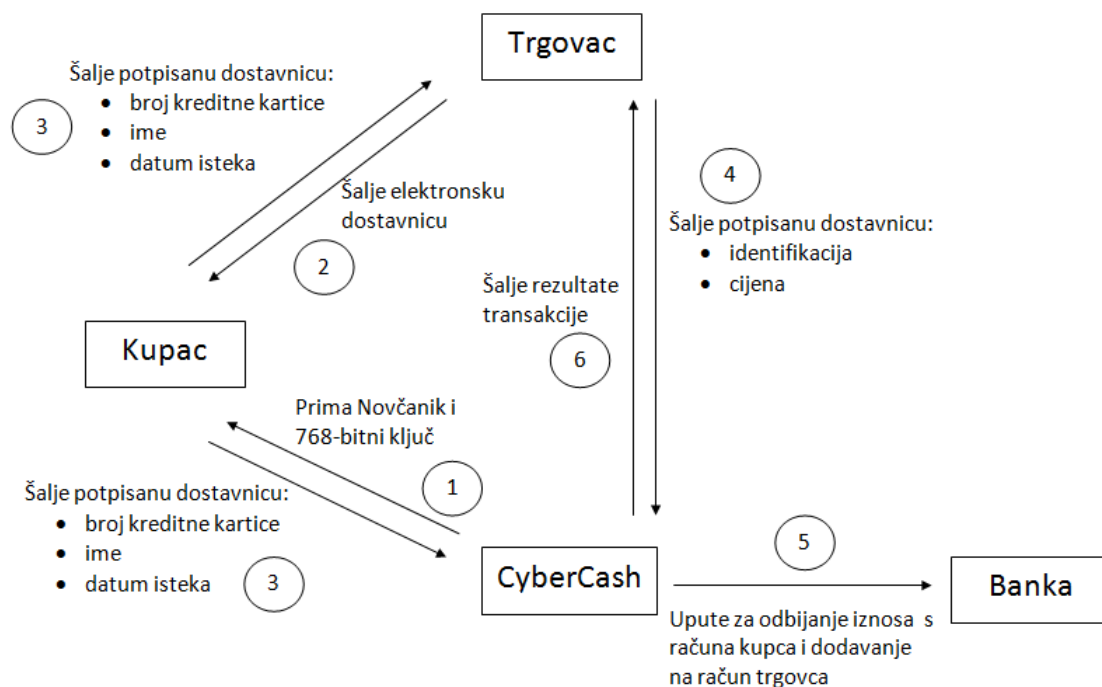 Trgovac
Šalje potpisanu dostavnicu:
• broj kreditne kartice
• ime
• datum isteka
3
Šalje elektronsku
dostavnicu
2
4
Šalje potpisanu dostavnicu:
• identifikacija
• cijena
Šalje rezultate
transakcije
6
Kupac
Prima Novčanik i
768-bitni ključ
1
Šalje potpisanu dostavnicu:
• broj kreditne kartice
• ime
• datum isteka
3
CyberCash
5
Banka
Upute za odbijanje iznosa s
računa kupca i dodavanje
na račun trgovca